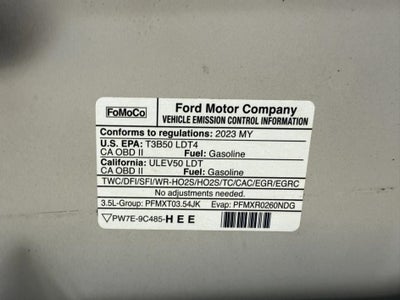 FoMoCo
Ford Motor Company
VEHICLE EMISSION CONTROL INFORMATION
Conforms to regulations: 2023 MY
U.S. EPA: T3B50 LDT4
CA OBD II Fuel: Gasoline
California: ULEV50 LDT
CA OBD II Fuel: Gasoline
TWC/DFI/SFI/WR-HO2S/HO2S/TC/CAC/EGR/EGRC
No adjustments needed.
3.5L-Group: PFMXT03.54JK Evap: PFMXR0260NDG
PW7E-9C485-HEE